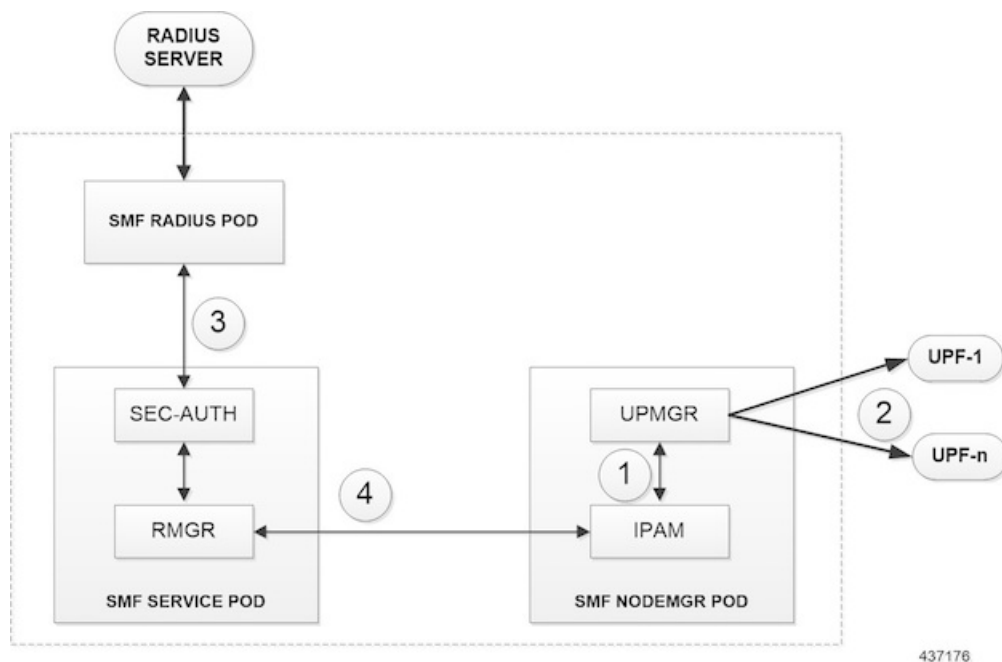 RADIUS
SERVER
SMF RADIUS POD
3
SEC-AUTH
RMGR
SMF SERVICE POD
4
UPMGR
1
IPAM
SMF NODEMGR POD
UPF-1
2
UPF-n
437176